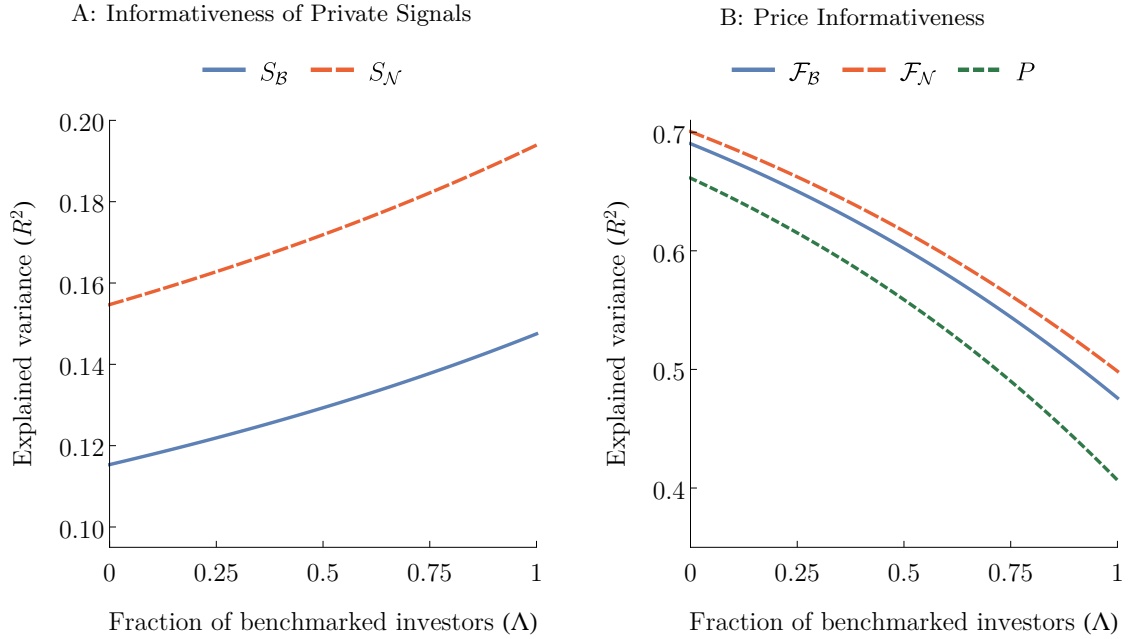 A: Informativeness of Private Signals
S_B S_N
Explained variance (R²)
0.20
0.18
0.16
0.14
0.12
0.10
0 0.25 0.5 0.75 1
Fraction of benchmarked investors (Λ)
B: Price Informativeness
F_B F_N P
Explained variance (R²)
0.7
0.6
0.5
0.4
0 0.25 0.5 0.75 1
Fraction of benchmarked investors (Λ)